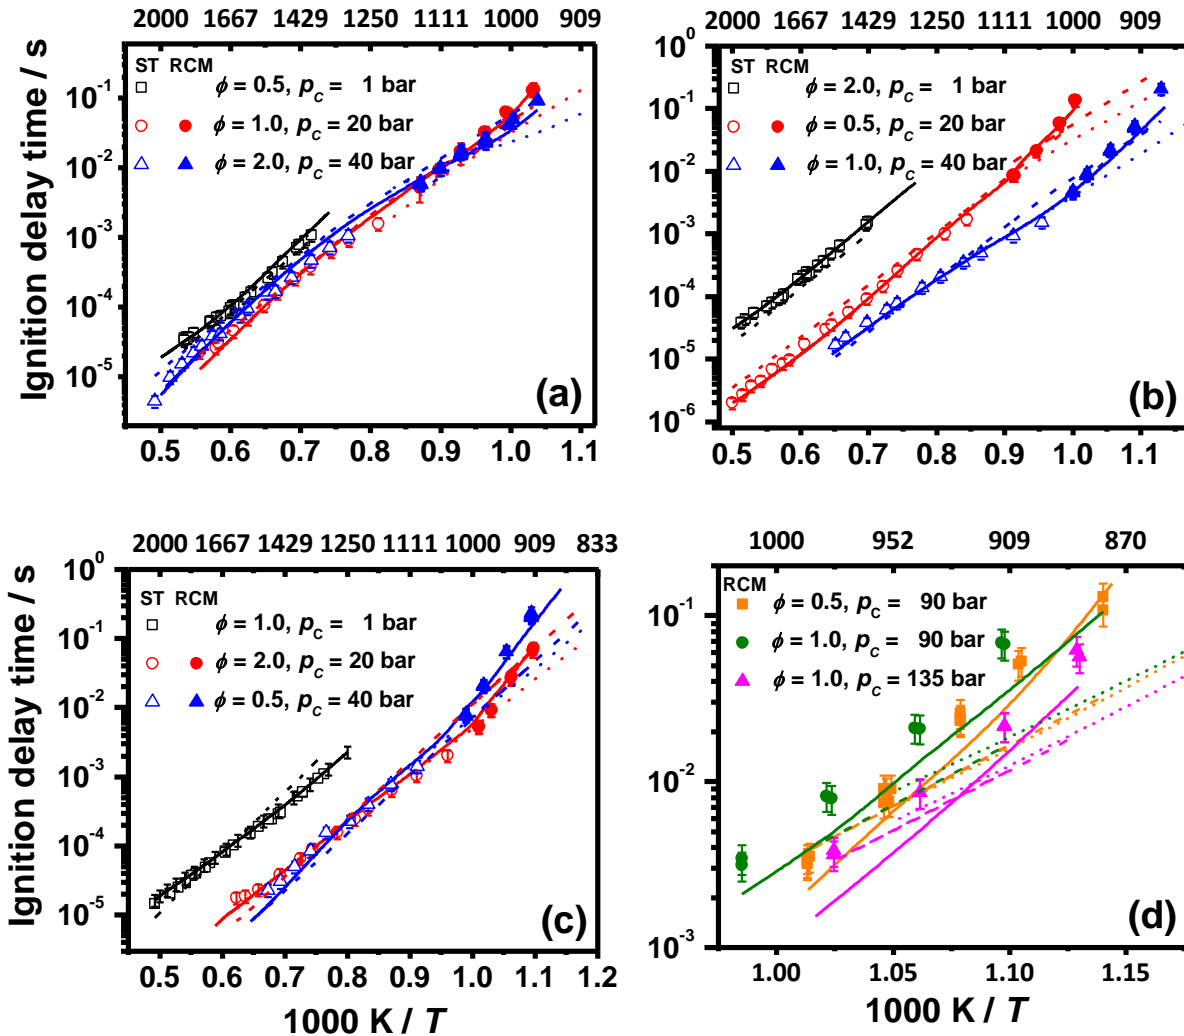 2000 1667 1429 1250 1111 1000 909
2000 1667 1429 1250 1111 1000 909
Ignition delay time / s
10⁻¹
10⁻²
10⁻³
10⁻⁴
10⁻⁵
ST RCM
ϕ = 0.5, p_C = 1 bar
ϕ = 1.0, p_C = 20 bar
ϕ = 2.0, p_C = 40 bar
(a)
0.5 0.6 0.7 0.8 0.9 1.0 1.1
10⁰
10⁻¹
10⁻²
10⁻³
10⁻⁴
10⁻⁵
10⁻⁶
ST RCM
ϕ = 2.0, p_C = 1 bar
ϕ = 0.5, p_C = 20 bar
ϕ = 1.0, p_C = 40 bar
(b)
0.5 0.6 0.7 0.8 0.9 1.0 1.1
2000 1667 1429 1250 1111 1000 909 833
Ignition delay time / s
10⁰
10⁻¹
10⁻²
10⁻³
10⁻⁴
10⁻⁵
ST RCM
ϕ = 1.0, p_C = 1 bar
ϕ = 2.0, p_C = 20 bar
ϕ = 0.5, p_C = 40 bar
(c)
0.5 0.6 0.7 0.8 0.9 1.0 1.1 1.2
1000 K / T
1000 952 909 870
10⁻¹
10⁻²
10⁻³
RCM
ϕ = 0.5, p_C = 90 bar
ϕ = 1.0, p_C = 90 bar
ϕ = 1.0, p_C = 135 bar
(d)
1.00 1.05 1.10 1.15
1000 K / T